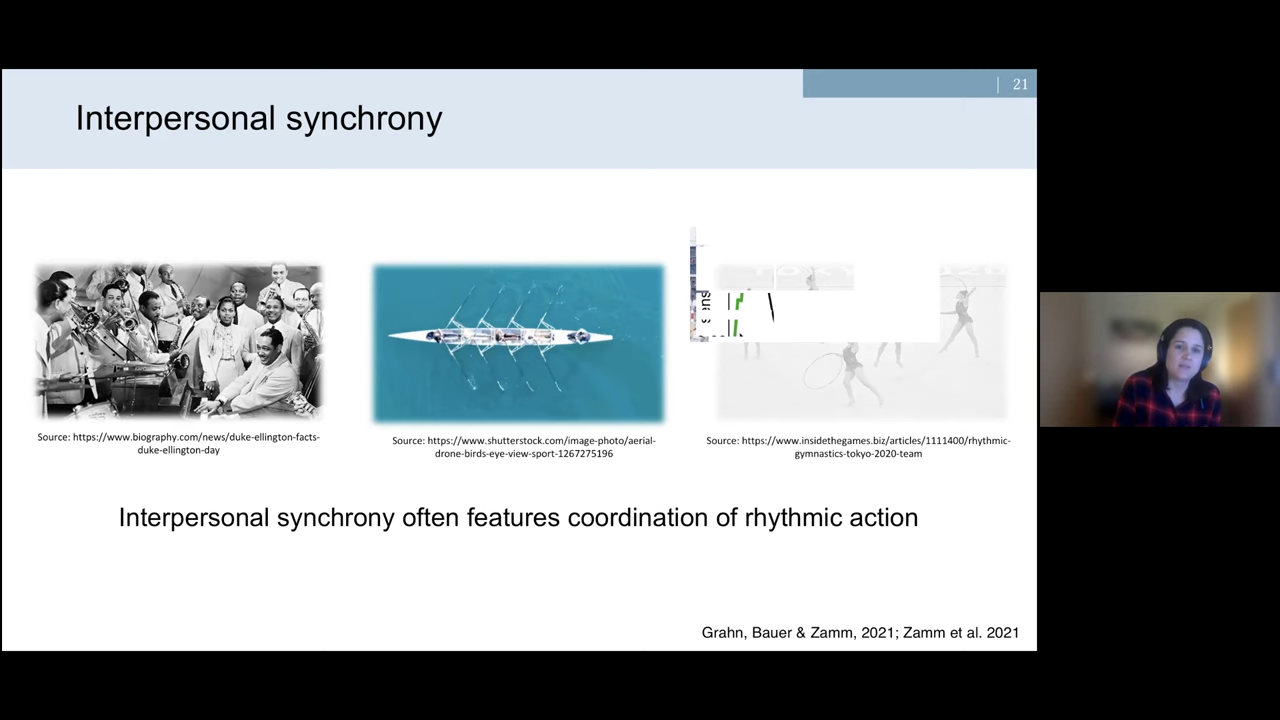 21
Interpersonal synchrony
TOKY 2020
Source: https://www.biography.com/news/duke-ellington-facts-
duke-ellington-day
Source: https://www.shutterstock.com/image-photo/aerial-
drone-birds-eye-view-sport-1267275196
Source: https://www.insidethegames.biz/articles/1111400/rhythmic-
gymnastics-tokyo-2020-team
Interpersonal synchrony often features coordination of rhythmic action
Grahn, Bauer & Zamm, 2021; Zamm et al. 2021